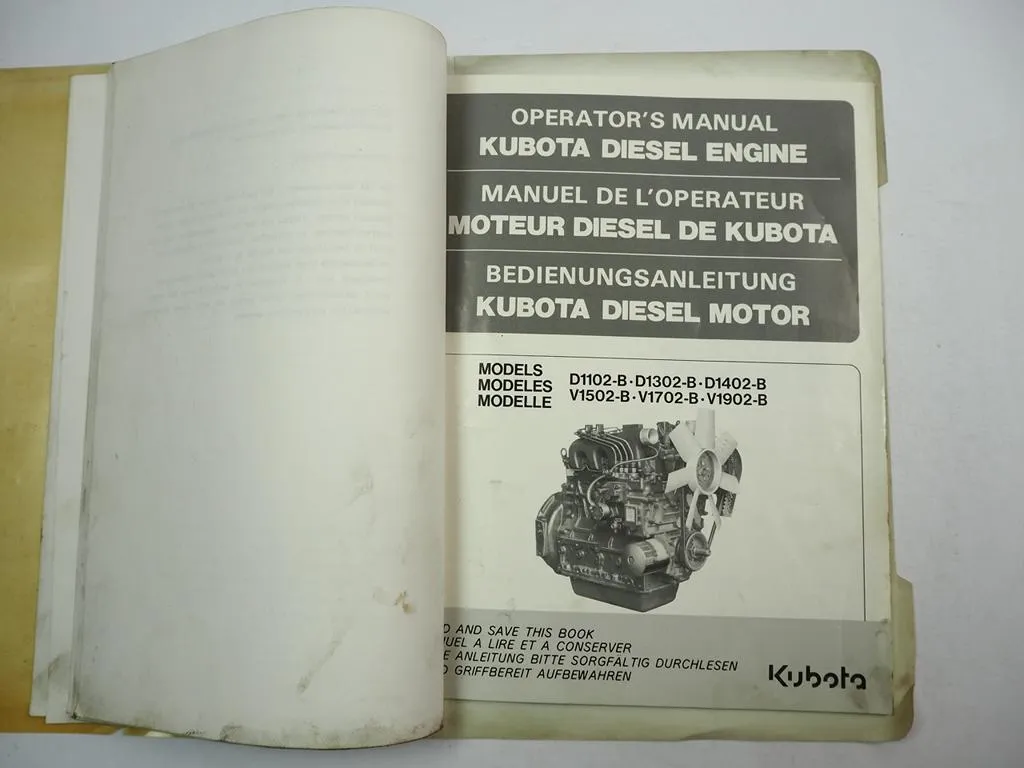 OPERATOR'S MANUAL
KUBOTA DIESEL ENGINE
MANUEL DE L'OPERATEUR
MOTEUR DIESEL DE KUBOTA
BEDIENUNGSANLEITUNG
KUBOTA DIESEL MOTOR
MODELS
MODELES
MODELLE
D1102-B·D1302-B·D1402-B
V1502-B·V1702-B·V1902-B
AND SAVE THIS BOOK
A LIRE ET A CONSERVER
ANLEITUNG BITTE SORGFÄLTIG DURCHLESEN
GRIFFBEREIT AUFBEWAHREN
Kubota